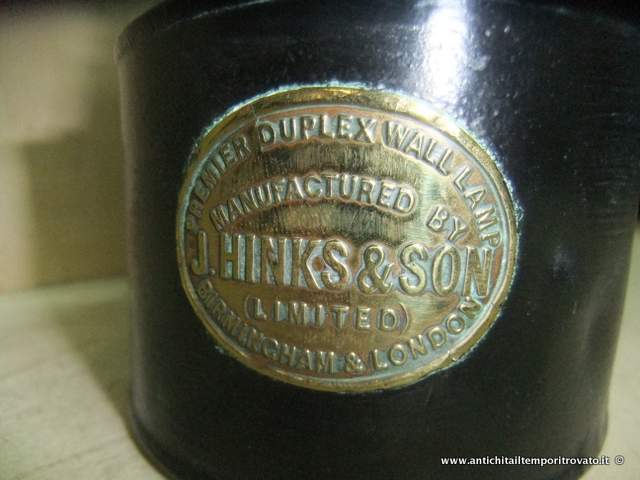 PREMIER DUPLEX WALL LAMP
MANUFACTURED BY
J. HINKS & SON
(LIMITED)
BIRMINGHAM & LONDON
www.antichitailtemporitrovato.it ©